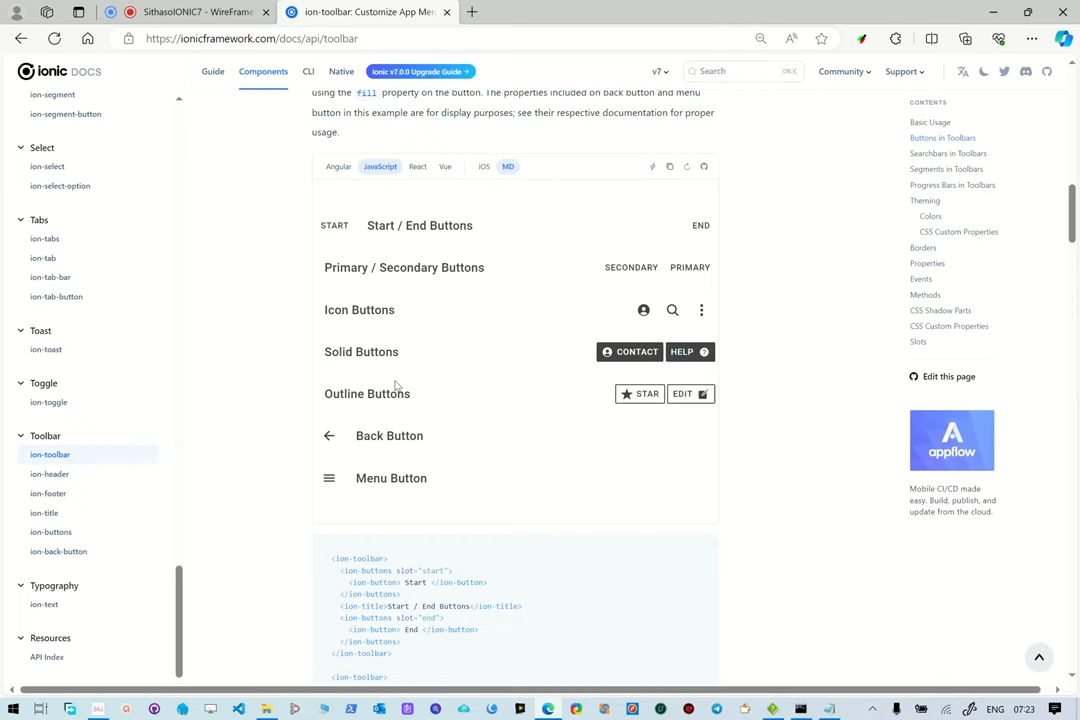 SithasoIONIC7 - WireFrame
ion-toolbar: Customize App Men
https://ionicframework.com/docs/api/toolbar
ionic DOCS
Guide Components CLI Native Ionic v7.0.0 Upgrade Guide → v7 Search Community Support
ion-segment
ion-segment-button
Select
ion-select
ion-select-option
Tabs
ion-tabs
ion-tab
ion-tab-bar
ion-tab-button
Toast
ion-toast
Toggle
ion-toggle
Toolbar
ion-toolbar
ion-header
ion-footer
ion-title
ion-buttons
ion-back-button
Typography
ion-text
Resources
API Index
using the fill property on the button. The properties included on back button and menu
button in this example are for display purposes; see their respective documentation for proper
usage.
Angular JavaScript React Vue iOS MD
START Start / End Buttons END
Primary / Secondary Buttons SECONDARY PRIMARY
Icon Buttons
Solid Buttons CONTACT HELP
Outline Buttons STAR EDIT
Back Button
Menu Button
<ion-toolbar>
<ion-buttons slot="start">
<ion-button> Start </ion-button>
</ion-buttons>
<ion-title>Start / End Buttons</ion-title>
<ion-buttons slot="end">
<ion-button> End </ion-button>
</ion-buttons>
</ion-toolbar>
<ion-toolbar>
CONTENTS
Basic Usage
Buttons in Toolbars
Searchbars in Toolbars
Segments in Toolbars
Progress Bars in Toolbars
Theming
Colors
CSS Custom Properties
Borders
Properties
Events
Methods
CSS Shadow Parts
CSS Custom Properties
Slots
Edit this page
appflow
Mobile CI/CD made
easy. Build, publish, and
update from the cloud.
ENG 07:23